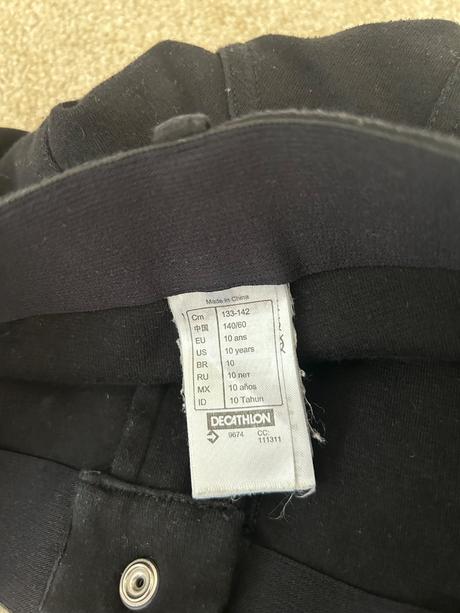 Made in China
Cm 133-142
中国 140/60
EU 10 ans
US 10 years
BR 10
RU 10 лет
MX 10 años
ID 10 Tahun
DECATHLON
9674 CC:
111311